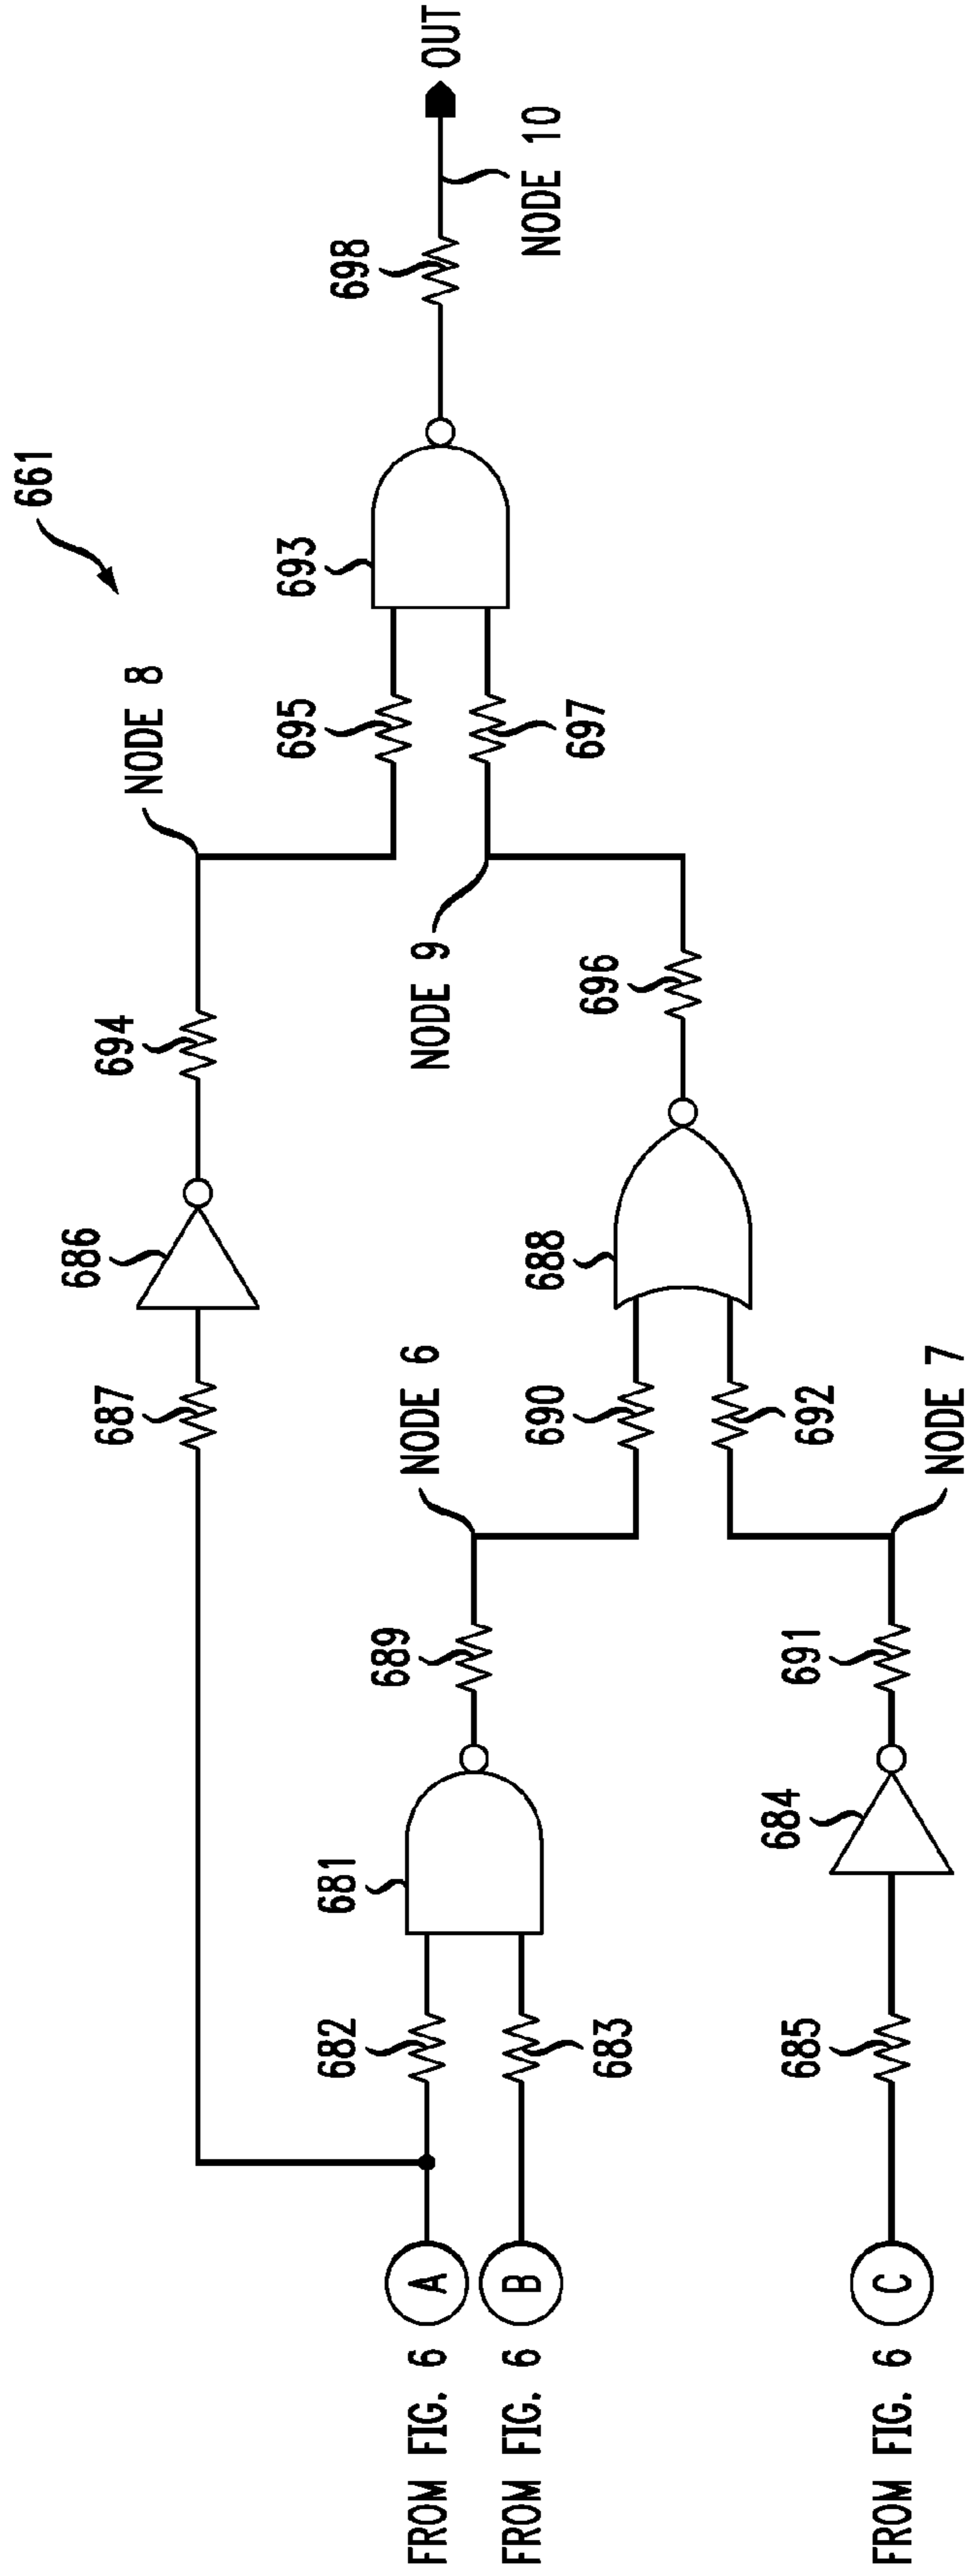 661
OUT
NODE 10
698
693
NODE 8
695
697
NODE 9
694
696
686
688
687
NODE 6
690
692
NODE 7
689
691
681
684
682
683
685
A
B
C
FROM FIG. 6
FROM FIG. 6
FROM FIG. 6